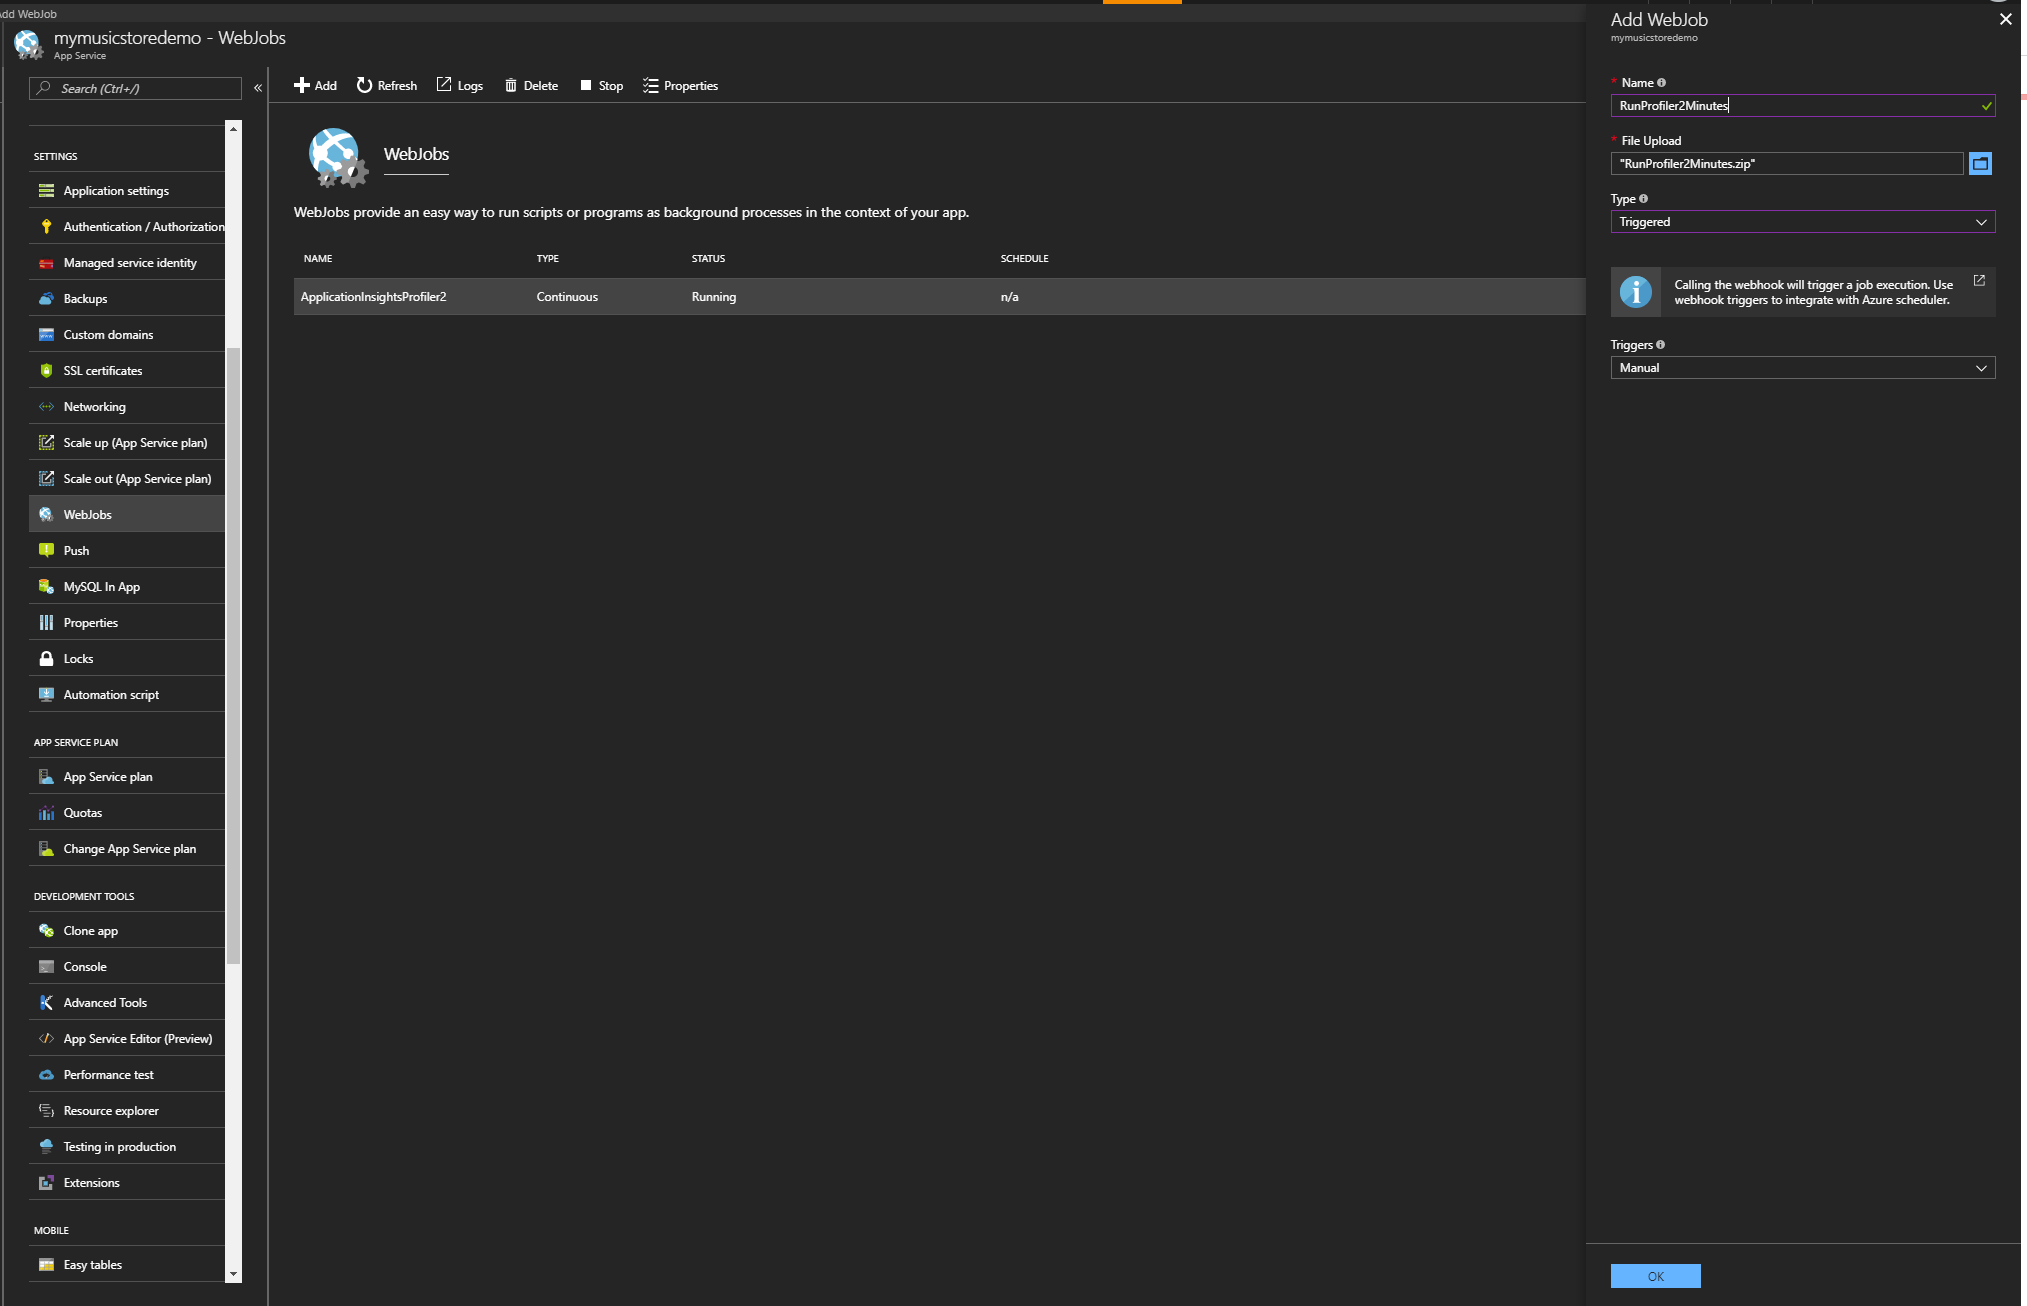 Add WebJob
mymusicstoredemo - WebJobs
App Service
Search (Ctrl+/)
«
SETTINGS
Application settings
Authentication / Authorization
Managed service identity
Backups
Custom domains
SSL certificates
Networking
Scale up (App Service plan)
Scale out (App Service plan)
WebJobs
Push
MySQL In App
Properties
Locks
Automation script
APP SERVICE PLAN
App Service plan
Quotas
Change App Service plan
DEVELOPMENT TOOLS
Clone app
Console
Advanced Tools
App Service Editor (Preview)
Performance test
Resource explorer
Testing in production
Extensions
MOBILE
Easy tables
Add Refresh Logs Delete Stop Properties
WebJobs
WebJobs provide an easy way to run scripts or programs as background processes in the context of your app.
NAME TYPE STATUS SCHEDULE
ApplicationInsightsProfiler2 Continuous Running n/a
Add WebJob
mymusicstoredemo
* Name
RunProfiler2Minutes
* File Upload
"RunProfiler2Minutes.zip"
Type
Triggered
Calling the webhook will trigger a job execution. Use
webhook triggers to integrate with Azure scheduler.
Triggers
Manual
OK